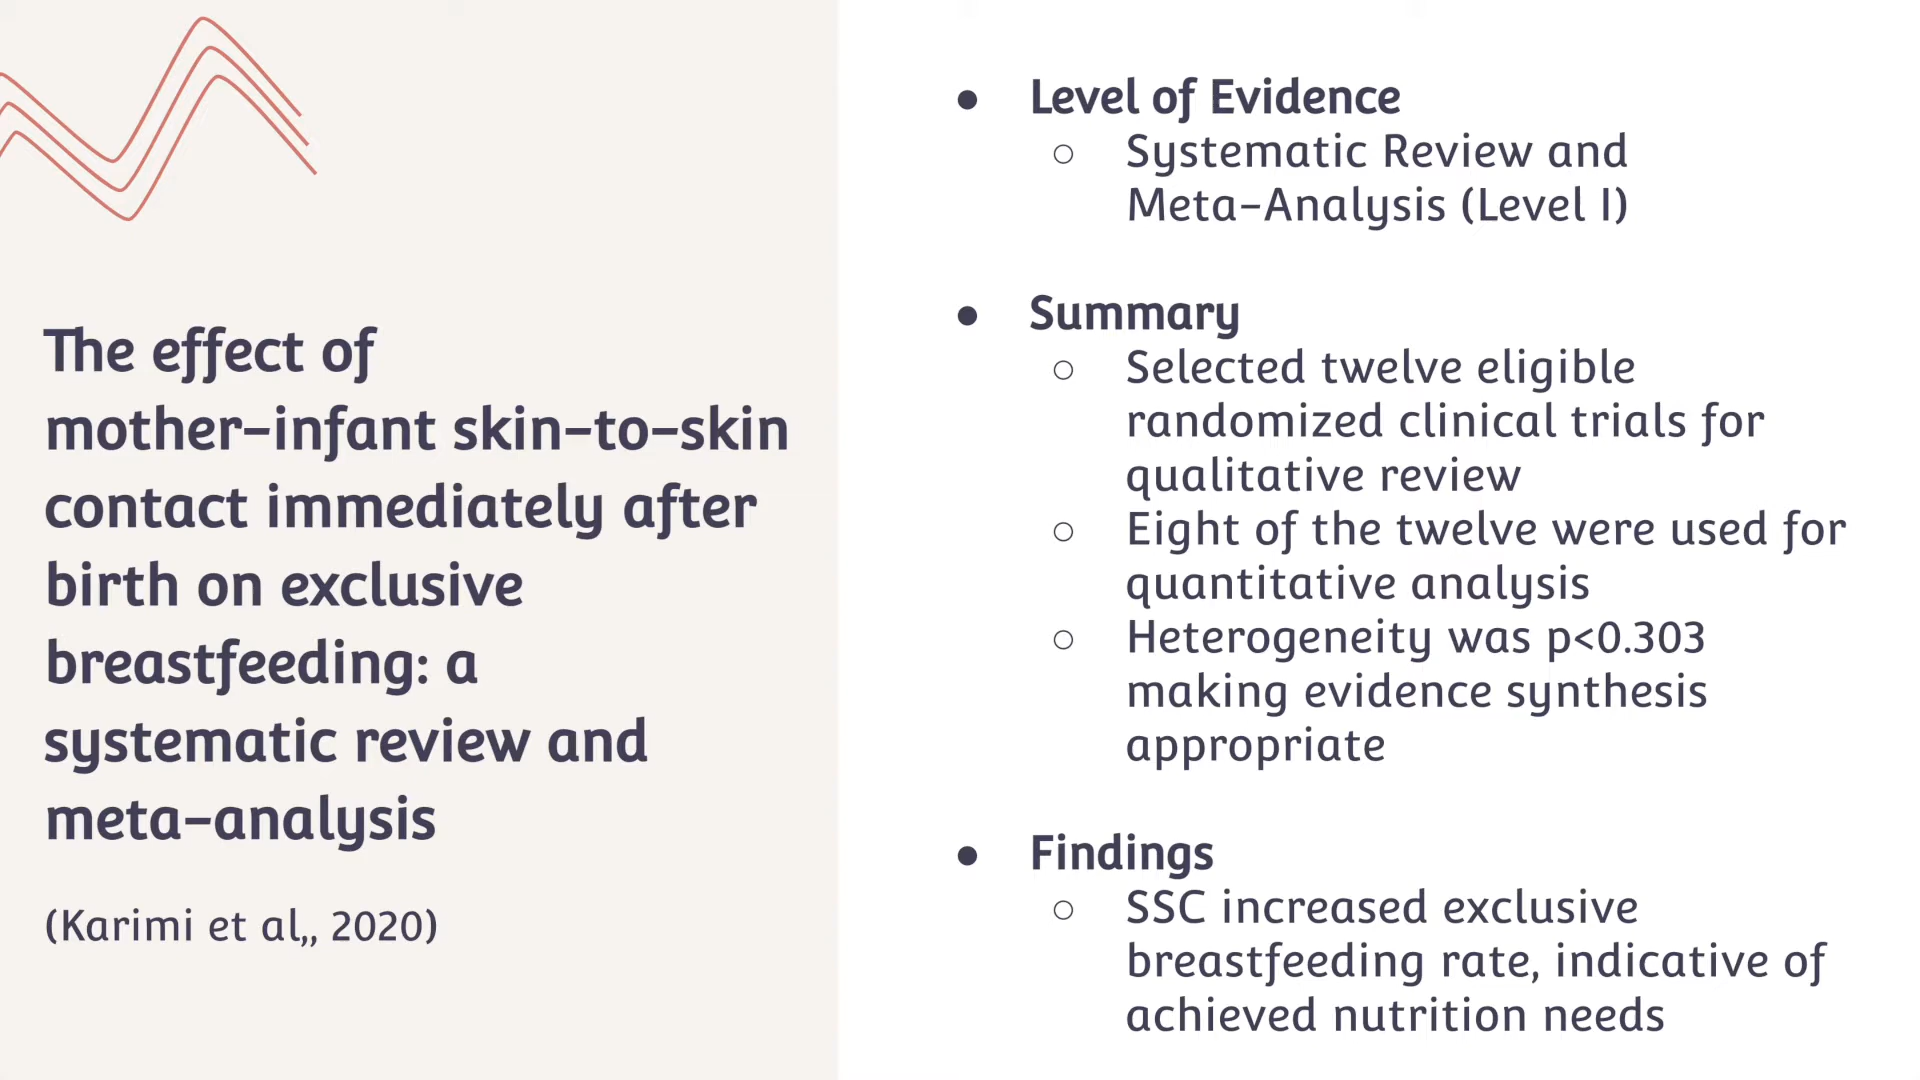 The effect of
mother-infant skin-to-skin
contact immediately after
birth on exclusive
breastfeeding: a
systematic review and
meta-analysis
(Karimi et al,, 2020)
● Level of Evidence
○ Systematic Review and
Meta-Analysis (Level I)
● Summary
○ Selected twelve eligible
randomized clinical trials for
qualitative review
○ Eight of the twelve were used for
quantitative analysis
○ Heterogeneity was p<0.303
making evidence synthesis
appropriate
● Findings
○ SSC increased exclusive
breastfeeding rate, indicative of
achieved nutrition needs